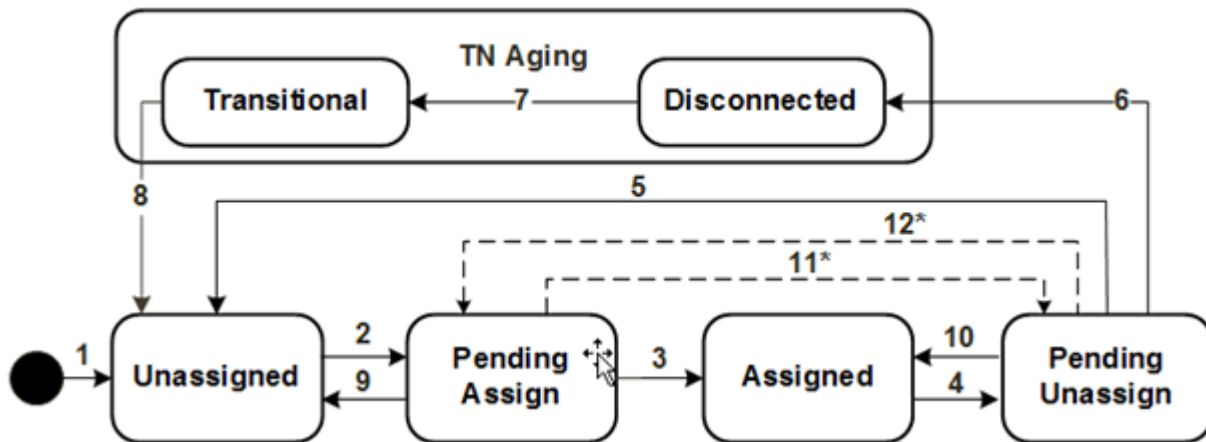 TN Aging
Transitional
7
Disconnected
6
8
5
12*
11*
1
Unassigned
2
9
Pending
Assign
3
Assigned
10
4
Pending
Unassign